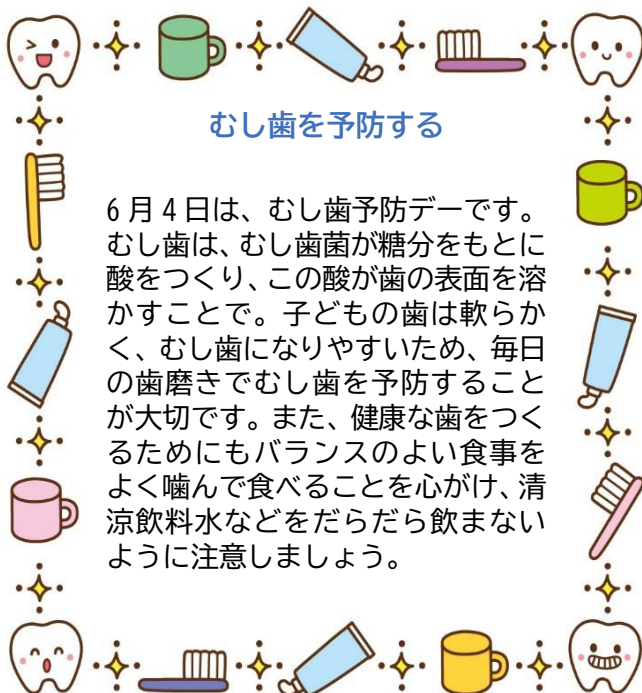 むし歯を予防する
6月4日は、むし歯予防デーです。
むし歯は、むし歯菌が糖分をもとに
酸をつくり、この酸が歯の表面を溶
かすことで。子どもの歯は軟らか
く、むし歯になりやすいため、毎日
の歯磨きでむし歯を予防すること
が大切です。また、健康な歯をつく
るためにもバランスのよい食事を
よく噛んで食べることを心がけ、清
涼飲料水などをだらだら飲まない
ように注意しましょう。